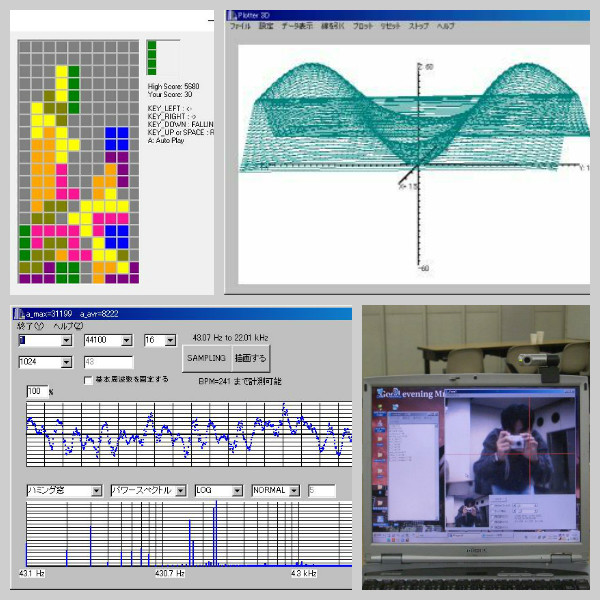 High Score: 5680
Your Score: 30
KEY_LEFT : <-
KEY_RIGHT : ->
KEY_DOWN : FALLIN
KEY_UP or SPACE : R
A: Auto Play
Plotter 3D
ファイル 設定 データ表示 線を引く プロット リセット ストップ ヘルプ
60
X: 15
Y:1
-60
a_max=31199 a_avr=8222
終了(Y) ヘルプ(Z)
44100
16
43.07 Hz to 22.01 kHz
1024
43
SAMPLING
描画する
基本周波数を固定する
BPM=241 まで計測可能
100 %
ハミング窓
パワースペクトル
LOG
NORMAL
5
43.1 Hz
430.7 Hz
4.3 kHz
Good evening